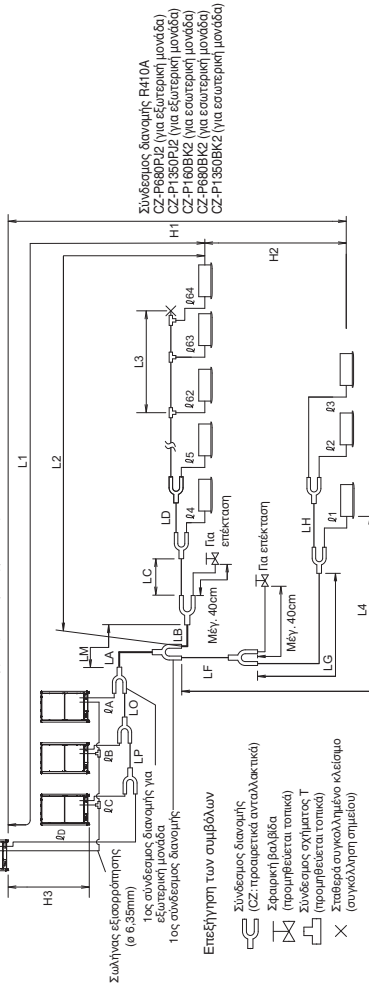 Σύνδεσμος διανομής R410A
CZ-P680PJ2 (για εξωτερική μονάδα)
CZ-P1350PJ2 (για εξωτερική μονάδα)
CZ-P160BK2 (για εσωτερική μονάδα)
CZ-P680BK2 (για εσωτερική μονάδα)
CZ-P1350BK2 (για εσωτερική μονάδα)
H1
L1
L2
H2
L3
ℓ64
ℓ63
ℓ62
ℓ5
ℓ4
LD
LC
Για
επέκταση
Μέγ. 40cm
LB
LM
LA
ℓ3
ℓ2
ℓ1
LH
Για επέκταση
Μέγ. 40cm
LF
LG
L4
ℓA
ℓB
ℓC
ℓD
LO
LP
H3
Σωλήνας εξισορρότησης
(ø 6,35mm)
1ος σύνδεσμος διανομής για
εξωτερική μονάδα
1ος σύνδεσμος διανομής
Επεξήγηση των συμβόλων
Σύνδεσμος διανομής
(CZ: προαιρετικά ανταλλακτικά)
Σφαιρική βαλβίδα
(προμηθεύεται τοπικά)
Σύνδεσμος σχήματος T
(προμηθεύεται τοπικά)
Σταθερά συγκολλημένο κλείσιμο
(συγκόλληση σημείου)